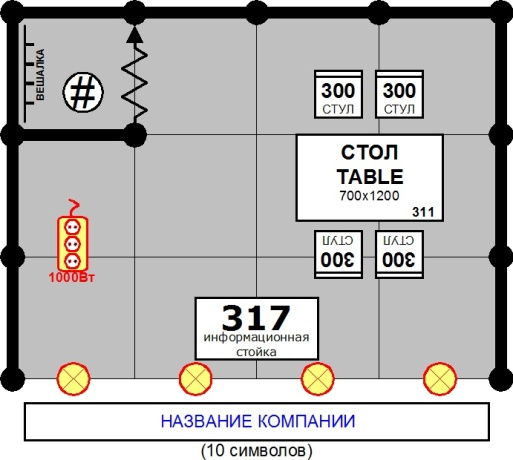 ВЕШАЛКА
#
300
СТУЛ
300
СТУЛ
СТОЛ
TABLE
700x1200
311
300
СТУЛ
300
СТУЛ
1000Вт
317
информационная
стойка
НАЗВАНИЕ КОМПАНИИ
(10 символов)